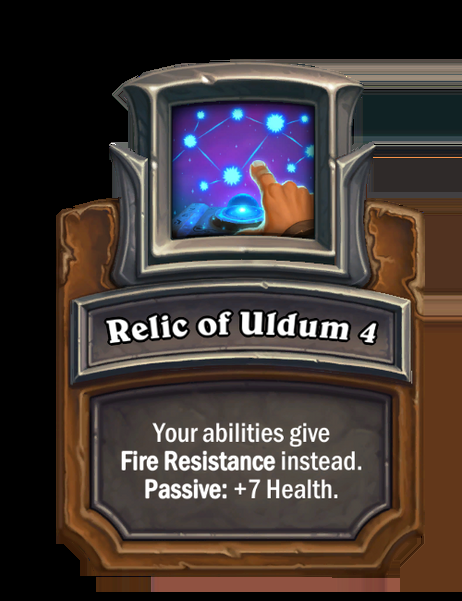 Relic of Uldum 4
Your abilities give
Fire Resistance instead.
Passive: +7 Health.